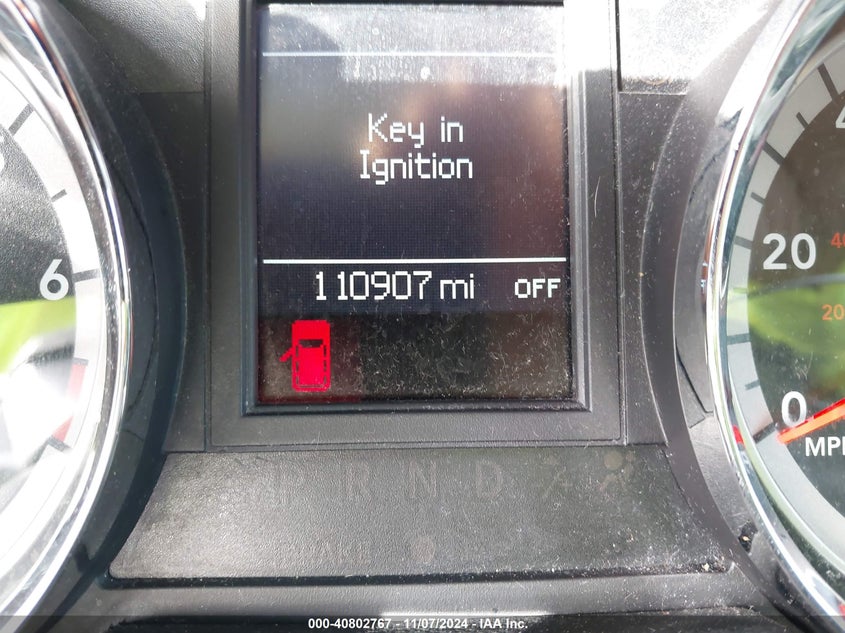 Key in
Ignition
110907 mi OFF
6
20
0
MPH
P R N D
000-40802767 - 11/07/2024 - IAA Inc.